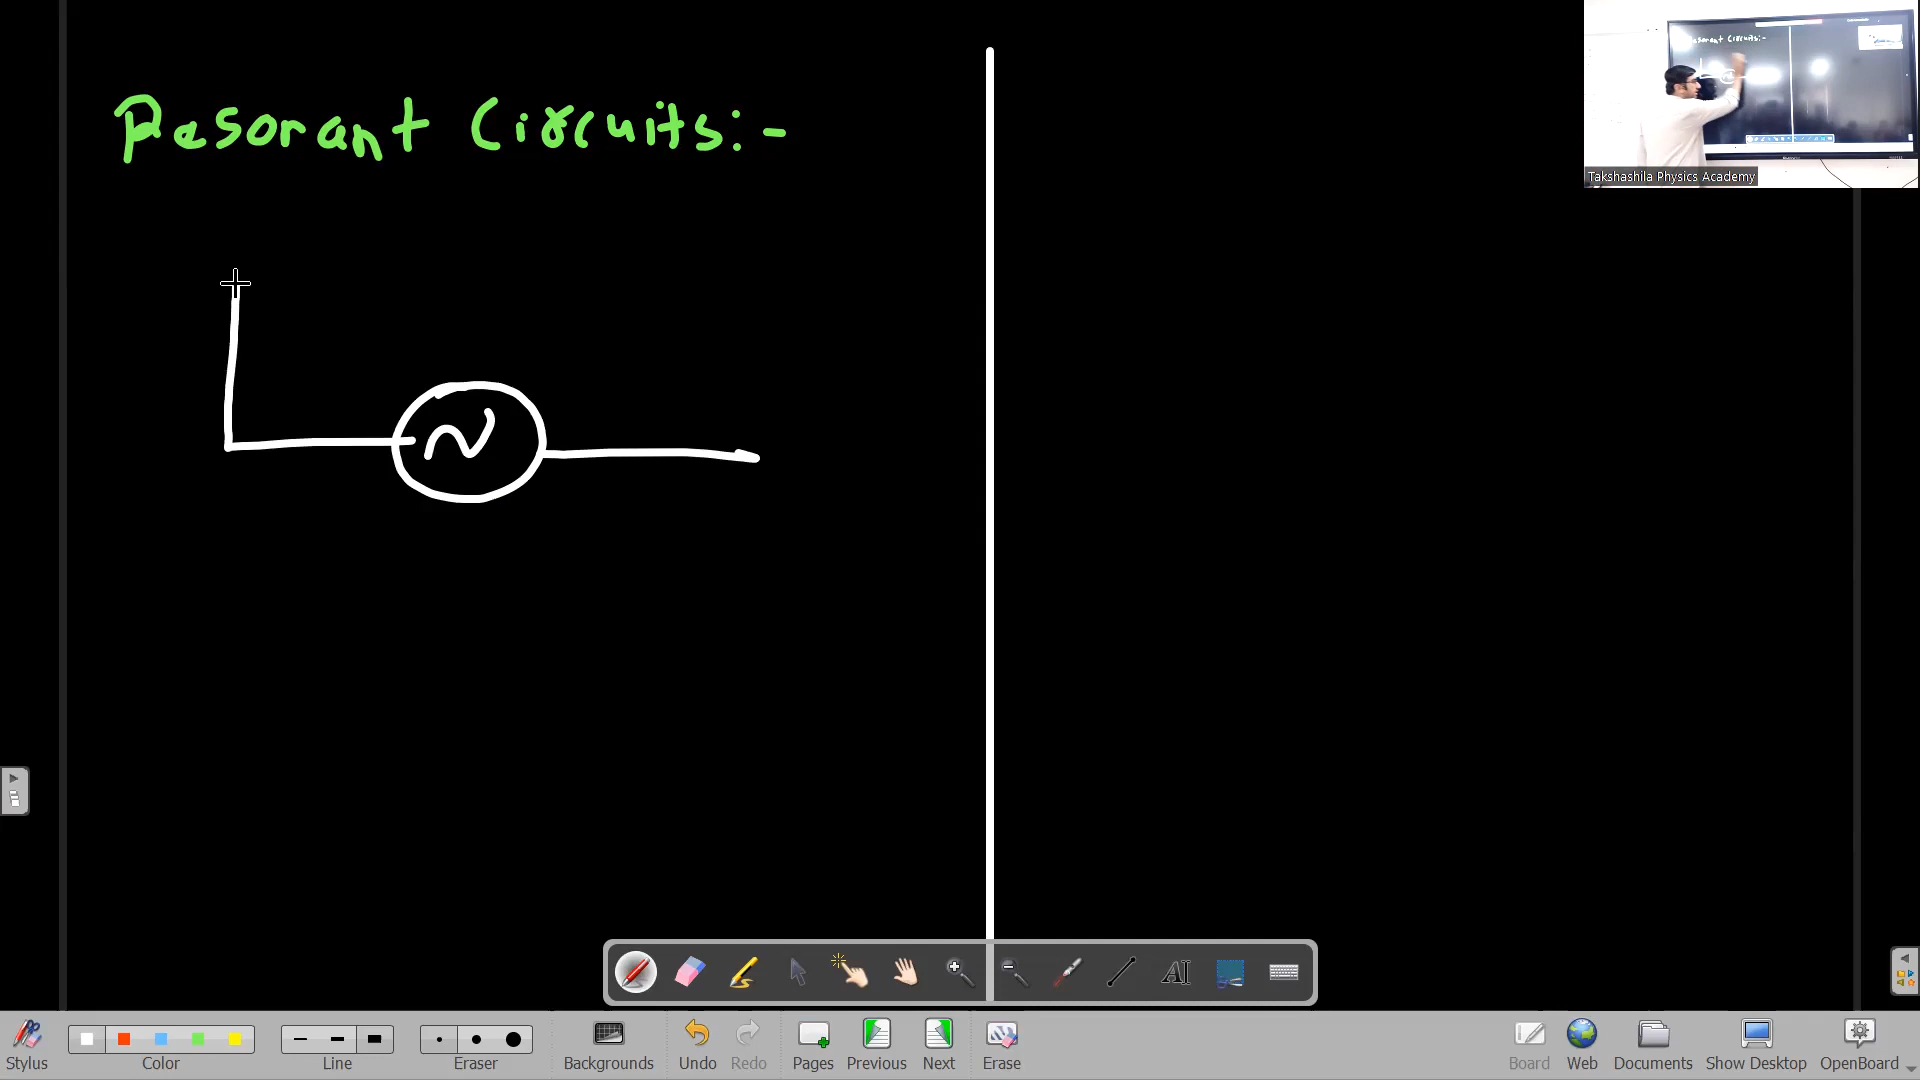 Resonant Circuits:-
Takshashila Physics Academy
Stylus
Color
Line
Eraser
Backgrounds
Undo
Redo
Pages
Previous
Next
Erase
Board
Web
Documents
Show Desktop
OpenBoard